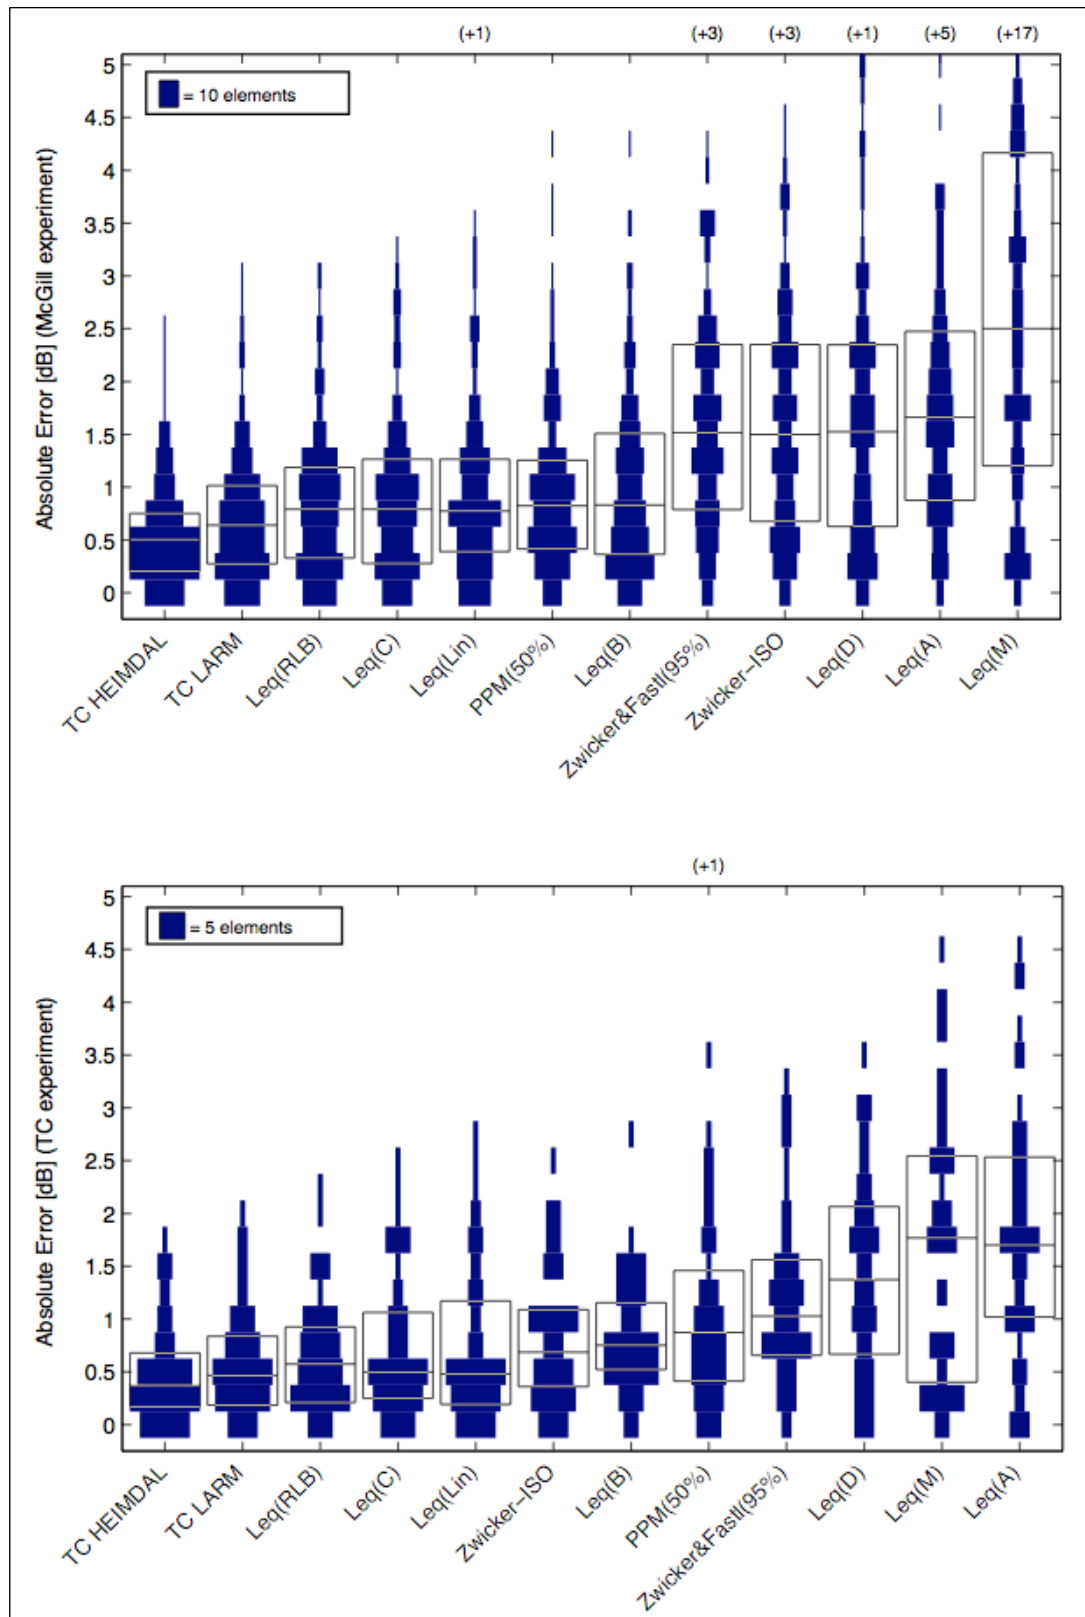 (+1) (+3) (+3) (+1) (+5) (+17)
= 10 elements
5
4.5
4
3.5
3
2.5
2
1.5
1
0.5
0
Absolute Error [dB] (McGill experiment)
TC HEIMDAL
TC LARM
Leq(RLB)
Leq(C)
Leq(Lin)
PPM(50%)
Leq(B)
Zwicker&Fastl(95%)
Zwicker-ISO
Leq(D)
Leq(A)
Leq(M)
(+1)
= 5 elements
5
4.5
4
3.5
3
2.5
2
1.5
1
0.5
0
Absolute Error [dB] (TC experiment)
TC HEIMDAL
TC LARM
Leq(RLB)
Leq(C)
Leq(Lin)
Zwicker-ISO
Leq(B)
PPM(50%)
Zwicker&Fastl(95%)
Leq(D)
Leq(M)
Leq(A)